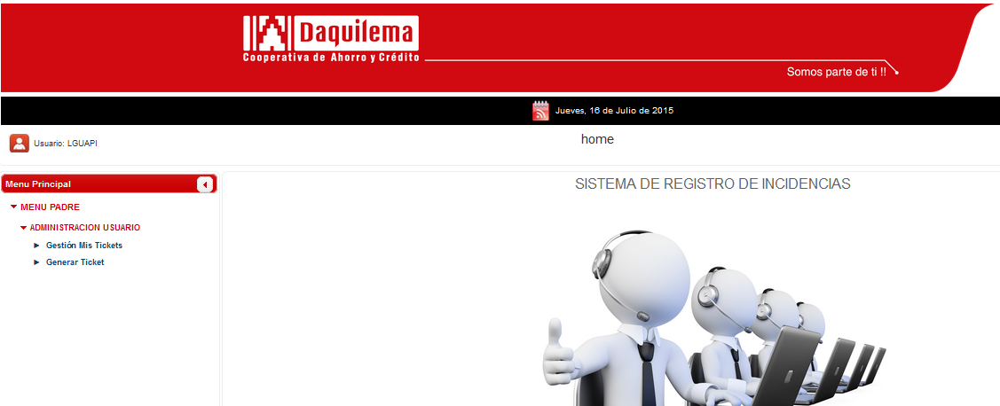 Daquilema
Cooperativa de Ahorro y Crédito
Somos parte de ti !!
Jueves, 16 de Julio de 2015
Usuario: LGUAPI
home
Menu Principal
MENU PADRE
ADMINISTRACION USUARIO
Gestión Mis Tickets
Generar Ticket
SISTEMA DE REGISTRO DE INCIDENCIAS